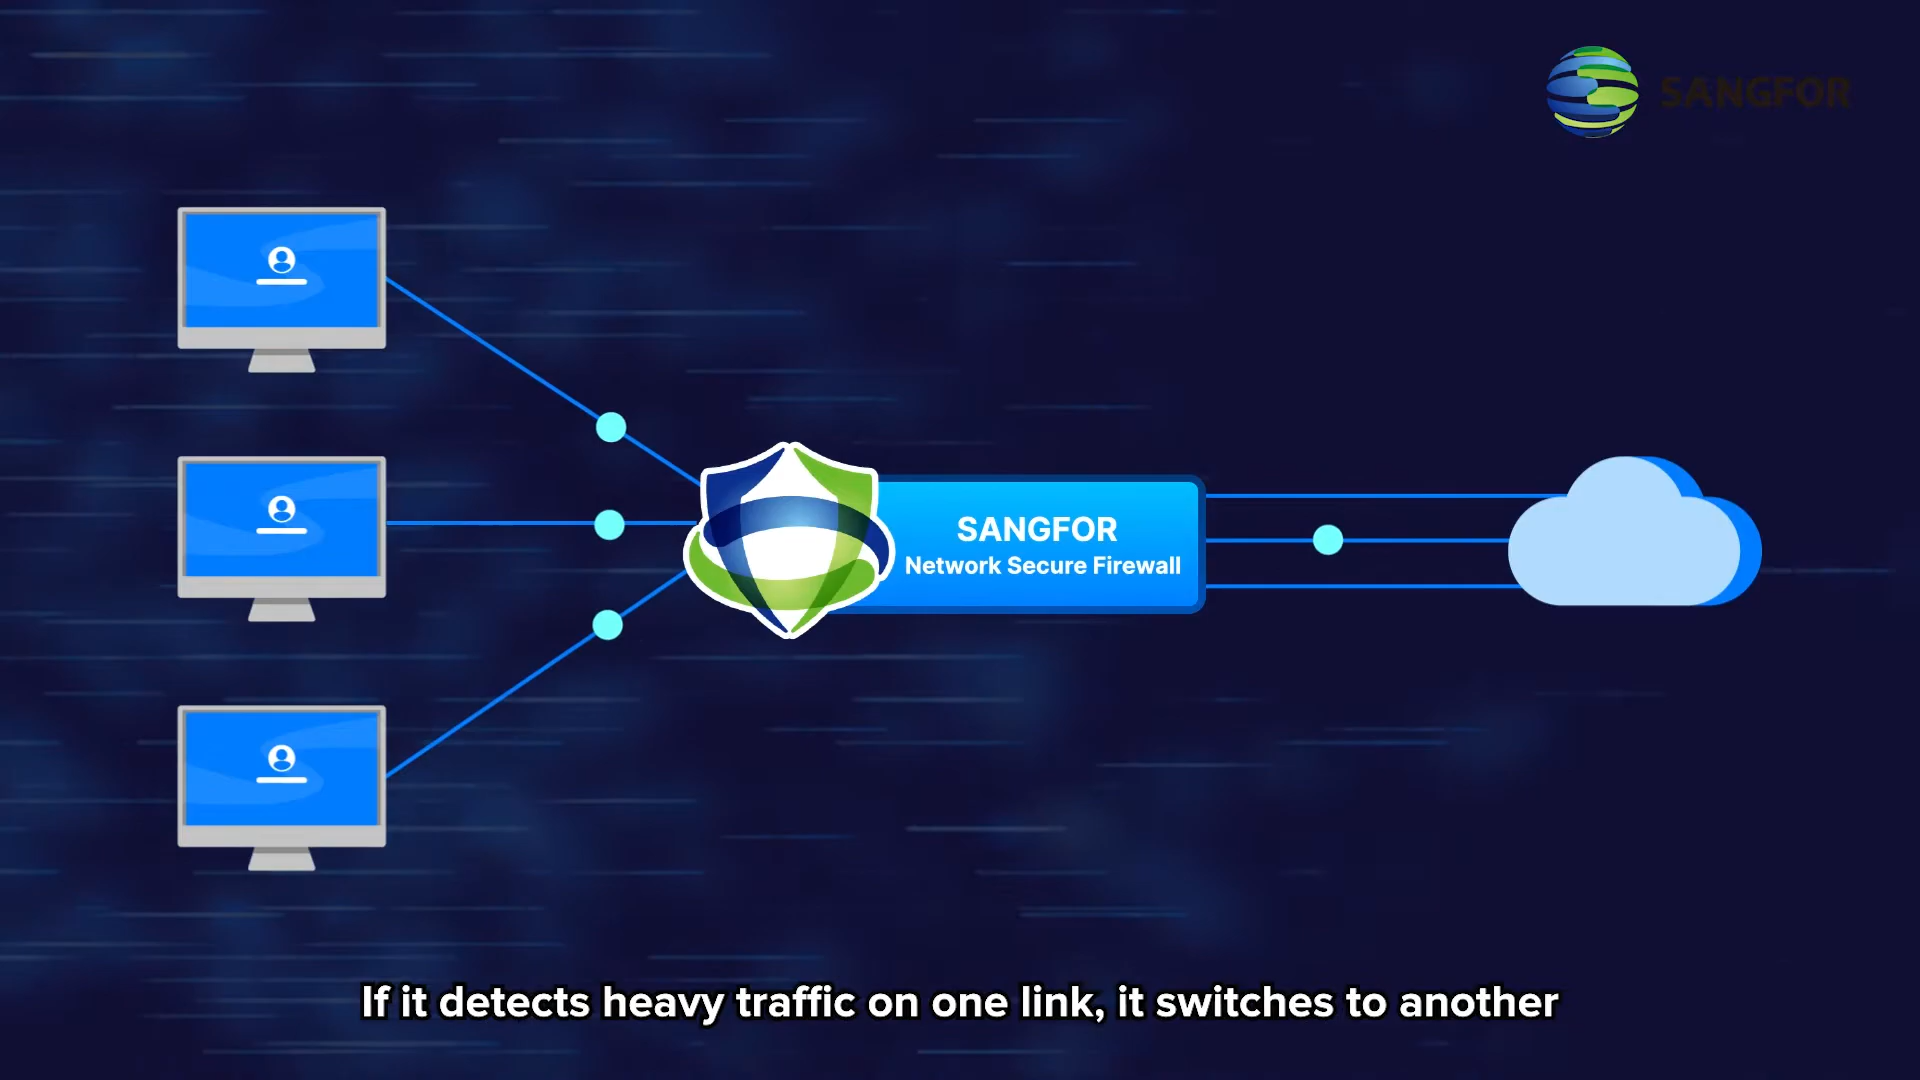 SANGFOR
SANGFOR
Network Secure Firewall
If it detects heavy traffic on one link, it switches to another